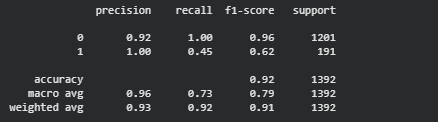 precision recall f1-score support
0 0.92 1.00 0.96 1201
1 1.00 0.45 0.62 191
accuracy 0.92 1392
macro avg 0.96 0.73 0.79 1392
weighted avg 0.93 0.92 0.91 1392